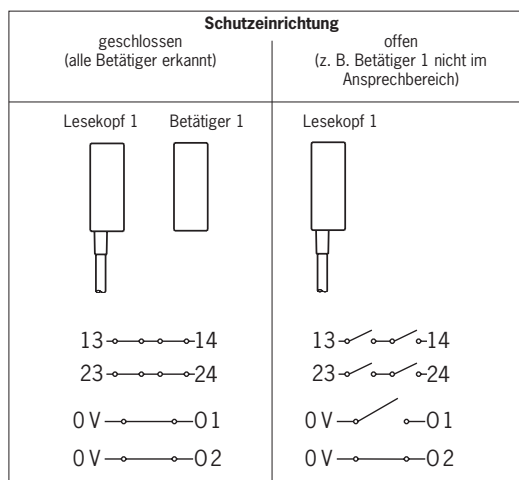 Schutzeinrichtung
geschlossen
(alle Betätiger erkannt)
offen
(z. B. Betätiger 1 nicht im
Ansprechbereich)
Lesekopf 1 Betätiger 1
Lesekopf 1
13 14
23 24
0 V O1
0 V O2
13 14
23 24
0 V O1
0 V O2